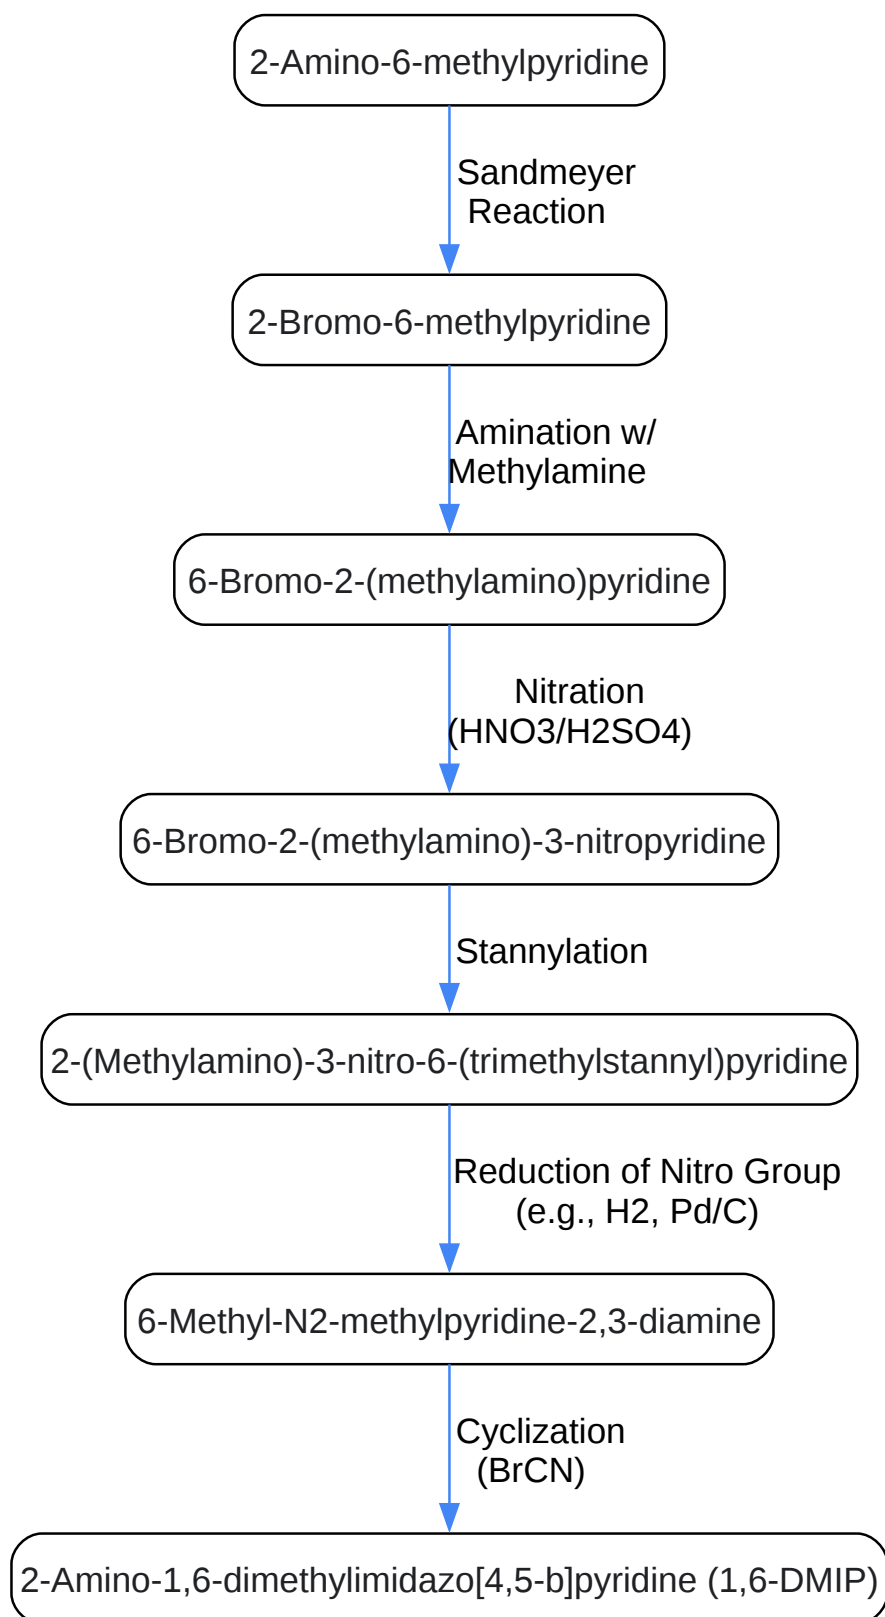 2-Amino-6-methylpyridine
Sandmeyer
Reaction
2-Bromo-6-methylpyridine
Amination w/
Methylamine
6-Bromo-2-(methylamino)pyridine
Nitration
(HNO3/H2SO4)
6-Bromo-2-(methylamino)-3-nitropyridine
Stannylation
2-(Methylamino)-3-nitro-6-(trimethylstannyl)pyridine
Reduction of Nitro Group
(e.g., H2, Pd/C)
6-Methyl-N2-methylpyridine-2,3-diamine
Cyclization
(BrCN)
2-Amino-1,6-dimethylimidazo[4,5-b]pyridine (1,6-DMIP)